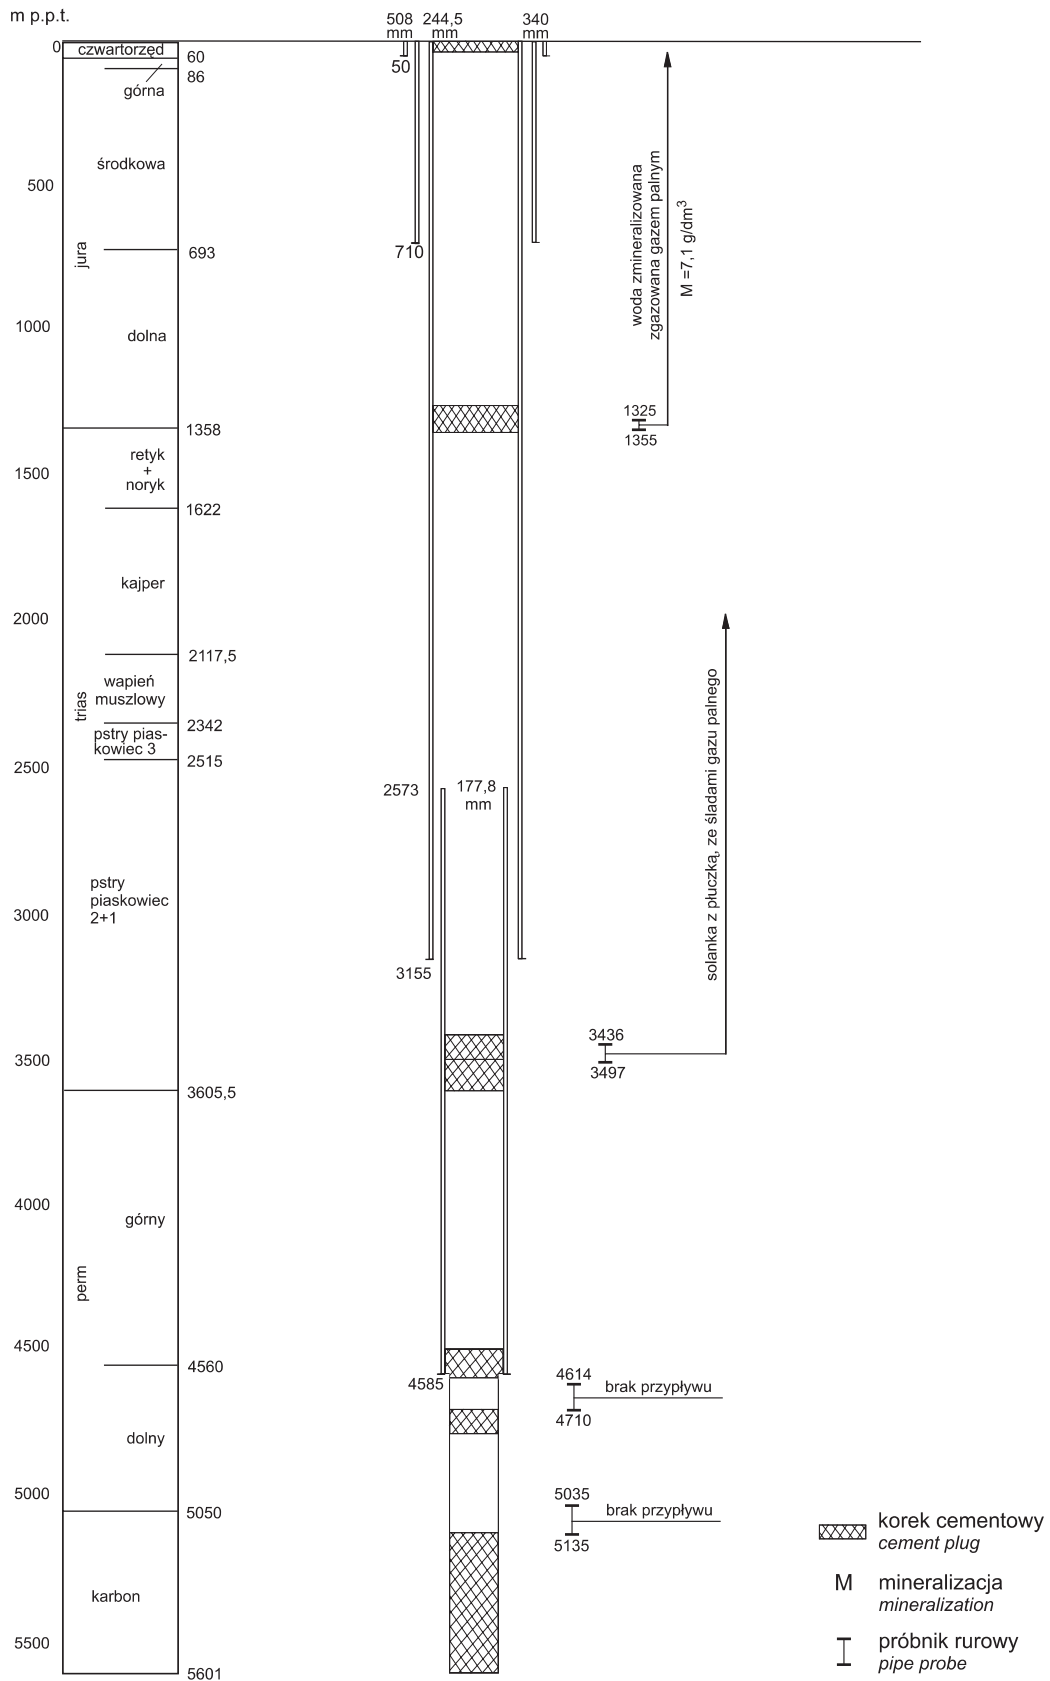 m p.p.t.
508
mm
244,5
mm
340
mm
0
czwartorzęd
60
50
86
górna
środkowa
500
jura
693
710
1000
dolna
woda zmineralizowana
zgazowana gazem palnym
M =7,1 g/dm³
1325
1355
1358
retyk
+
noryk
1500
1622
kajper
2000
2117,5
trias
wapień
muszlowy
2342
pstry pias-
kowiec 3
2515
2500
2573
177,8
mm
pstry
piaskowiec
2+1
3000
3155
solanka z płuczką, ze śladami gazu palnego
3436
3497
3500
3605,5
4000
górny
perm
4500
4560
4585
4614
4710
brak przypływu
dolny
5000
5035
5135
brak przypływu
5050
karbon
5500
5601
korek cementowy
cement plug
M
mineralizacja
mineralization
próbnik rurowy
pipe probe